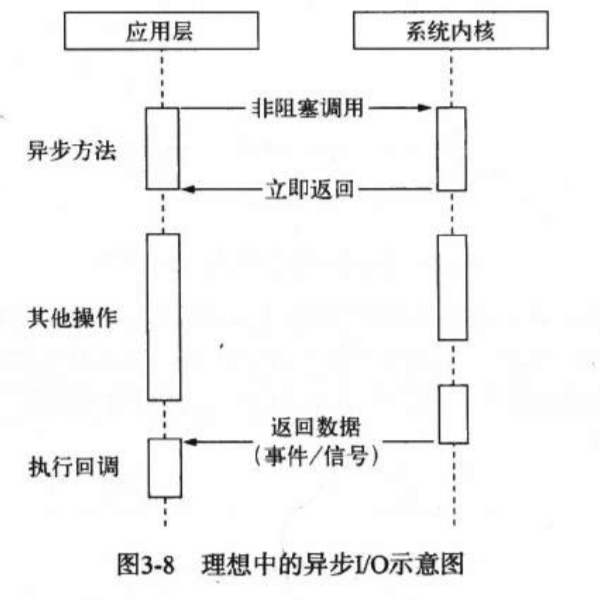 应用层
系统内核
非阻塞调用
异步方法
立即返回
其他操作
返回数据
（事件/信号）
执行回调
图3-8 理想中的异步I/O示意图